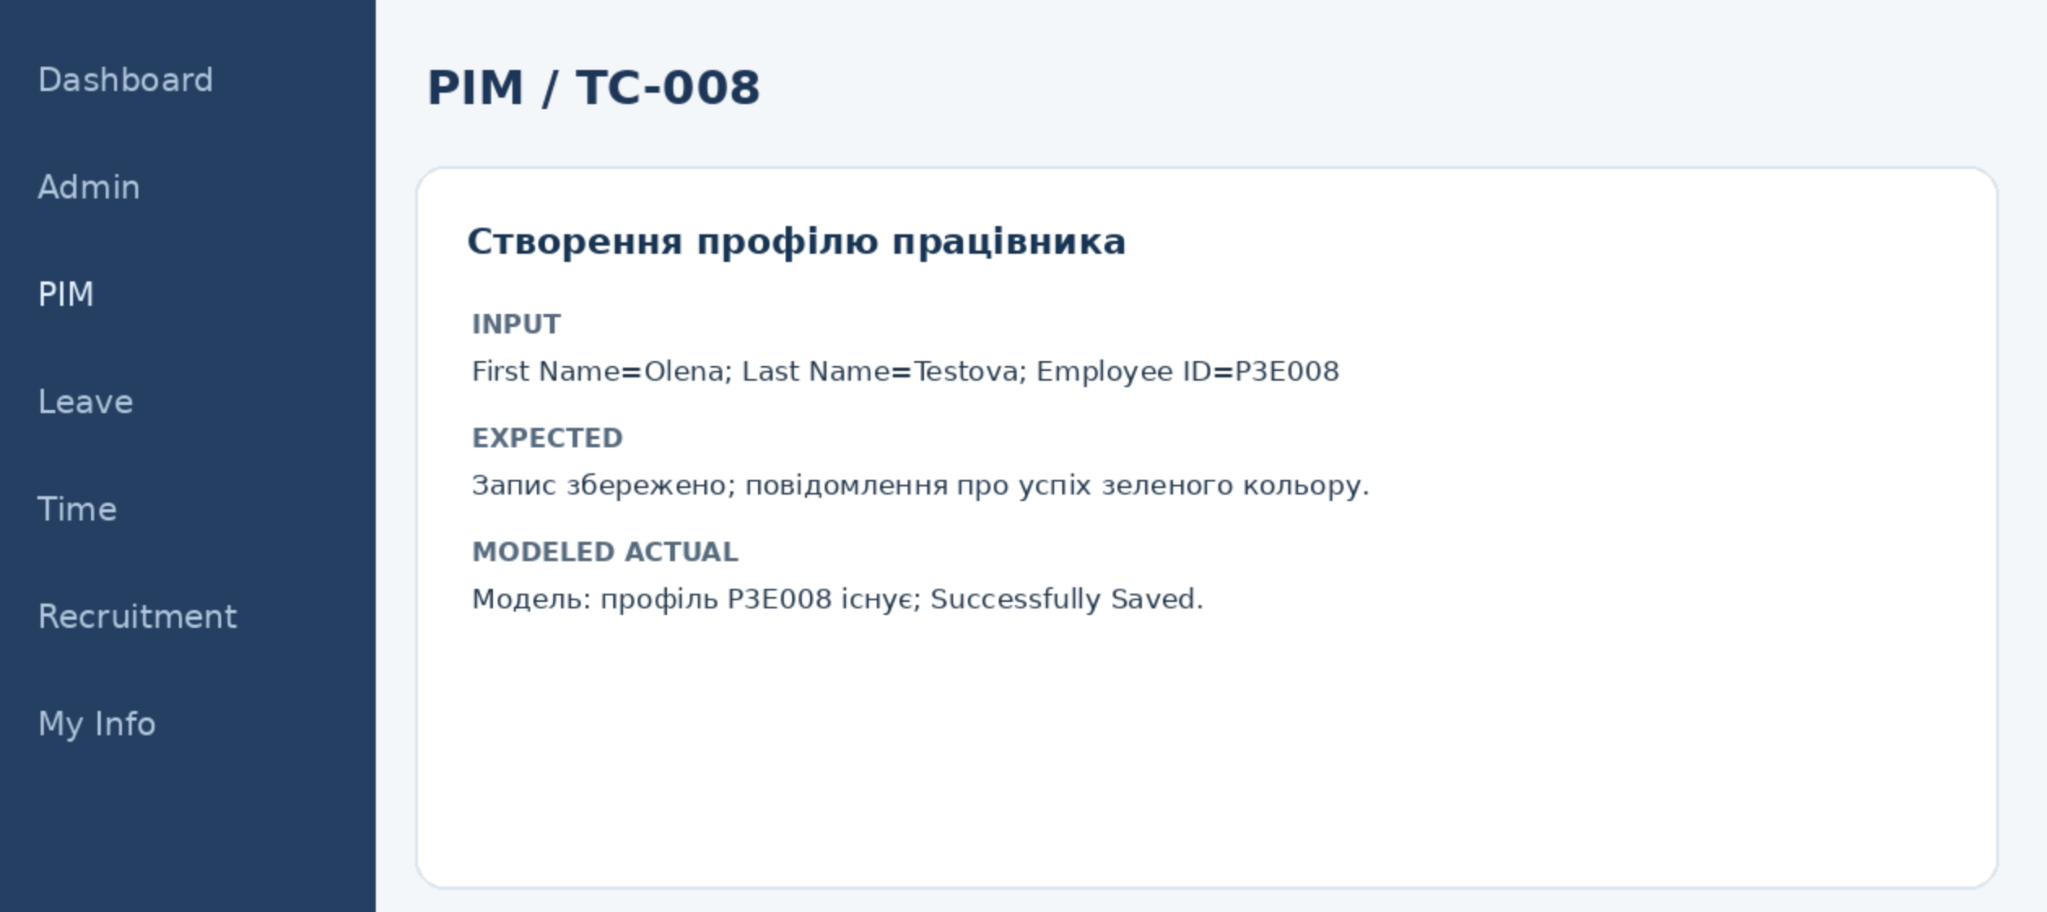 Dashboard
Admin
PIM
Leave
Time
Recruitment
My Info
PIM / TC-008
Створення профілю працівника
INPUT
First Name=Olena; Last Name=Testova; Employee ID=P3E008
EXPECTED
Запис збережено; повідомлення про успіх зеленого кольору.
MODELED ACTUAL
Модель: профіль P3E008 існує; Successfully Saved.